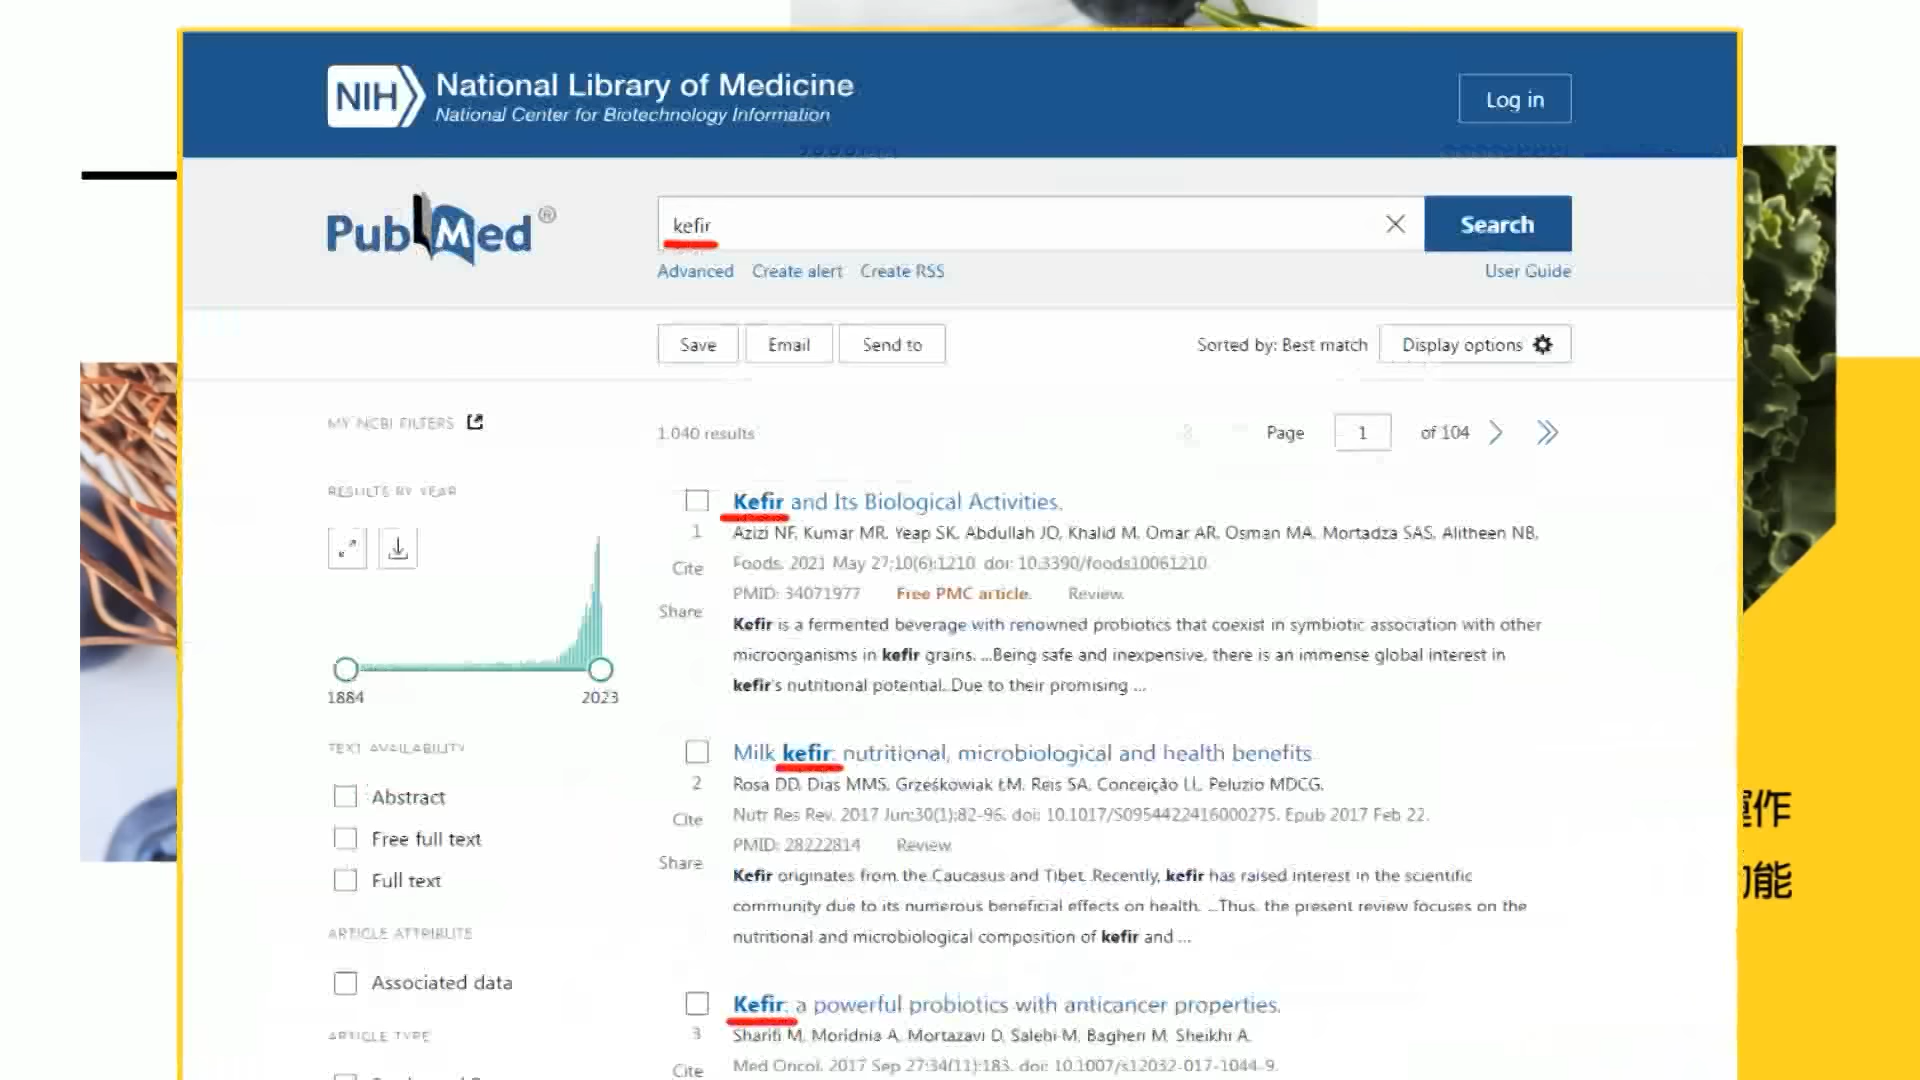 NIH National Library of Medicine
National Center for Biotechnology Information
Log in
PubMed®
kefir
Search
Advanced Create alert Create RSS
User Guide
Save Email Send to
Sorted by: Best match Display options
MY NCBI FILTERS
1,040 results
Page 1 of 104
RESULTS BY YEAR
1884 2023
TEXT AVAILABILITY
Abstract
Free full text
Full text
ARTICLE ATTRIBUTE
Associated data
ARTICLE TYPE
Kefir and Its Biological Activities.
1
Cite
Share
Azizi NF, Kumar MR, Yeap SK, Abdullah JO, Khalid M, Omar AR, Osman MA, Mortadza SAS, Alitheen NB.
Foods. 2021 May 27;10(6):1210. doi: 10.3390/foods10061210.
PMID: 34071977 Free PMC article. Review.
Kefir is a fermented beverage with renowned probiotics that coexist in symbiotic association with other
microorganisms in kefir grains. ...Being safe and inexpensive, there is an immense global interest in
kefir's nutritional potential. Due to their promising ...
Milk kefir: nutritional, microbiological and health benefits.
2
Cite
Share
Rosa DD, Dias MMS, Grześkowiak ŁM, Reis SA, Conceição LL, Peluzio MDCG.
Nutr Res Rev. 2017 Jun;30(1):82-96. doi: 10.1017/S0954422416000275. Epub 2017 Feb 22.
PMID: 28222814 Review.
Kefir originates from the Caucasus and Tibet. Recently, kefir has raised interest in the scientific
community due to its numerous beneficial effects on health. ...Thus, the present review focuses on the
nutritional and microbiological composition of kefir and ...
Kefir: a powerful probiotics with anticancer properties.
3
Cite
Sharifi M, Moridnia A, Mortazavi D, Salehi M, Bagheri M, Sheikhi A.
Med Oncol. 2017 Sep 27;34(11):183. doi: 10.1007/s12032-017-1044-9.
作
能